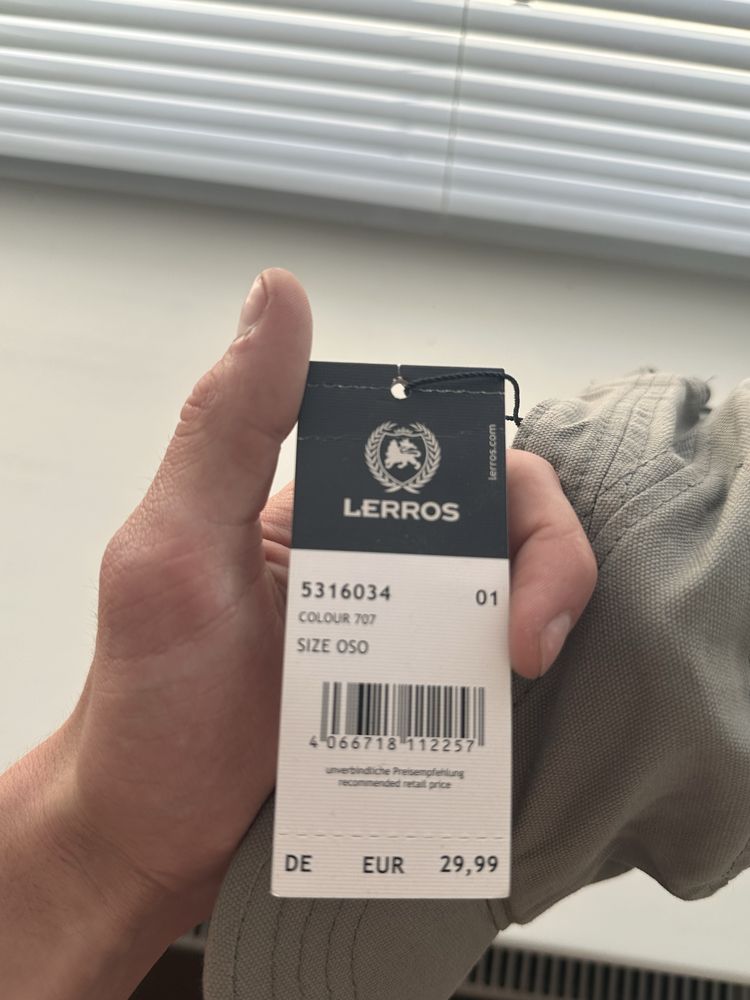 lerros.com
LERROS
5316034 01
COLOUR 707
SIZE OSO
4 066718 112257
unverbindliche Preisempfehlung
recommended retail price
DE EUR 29,99